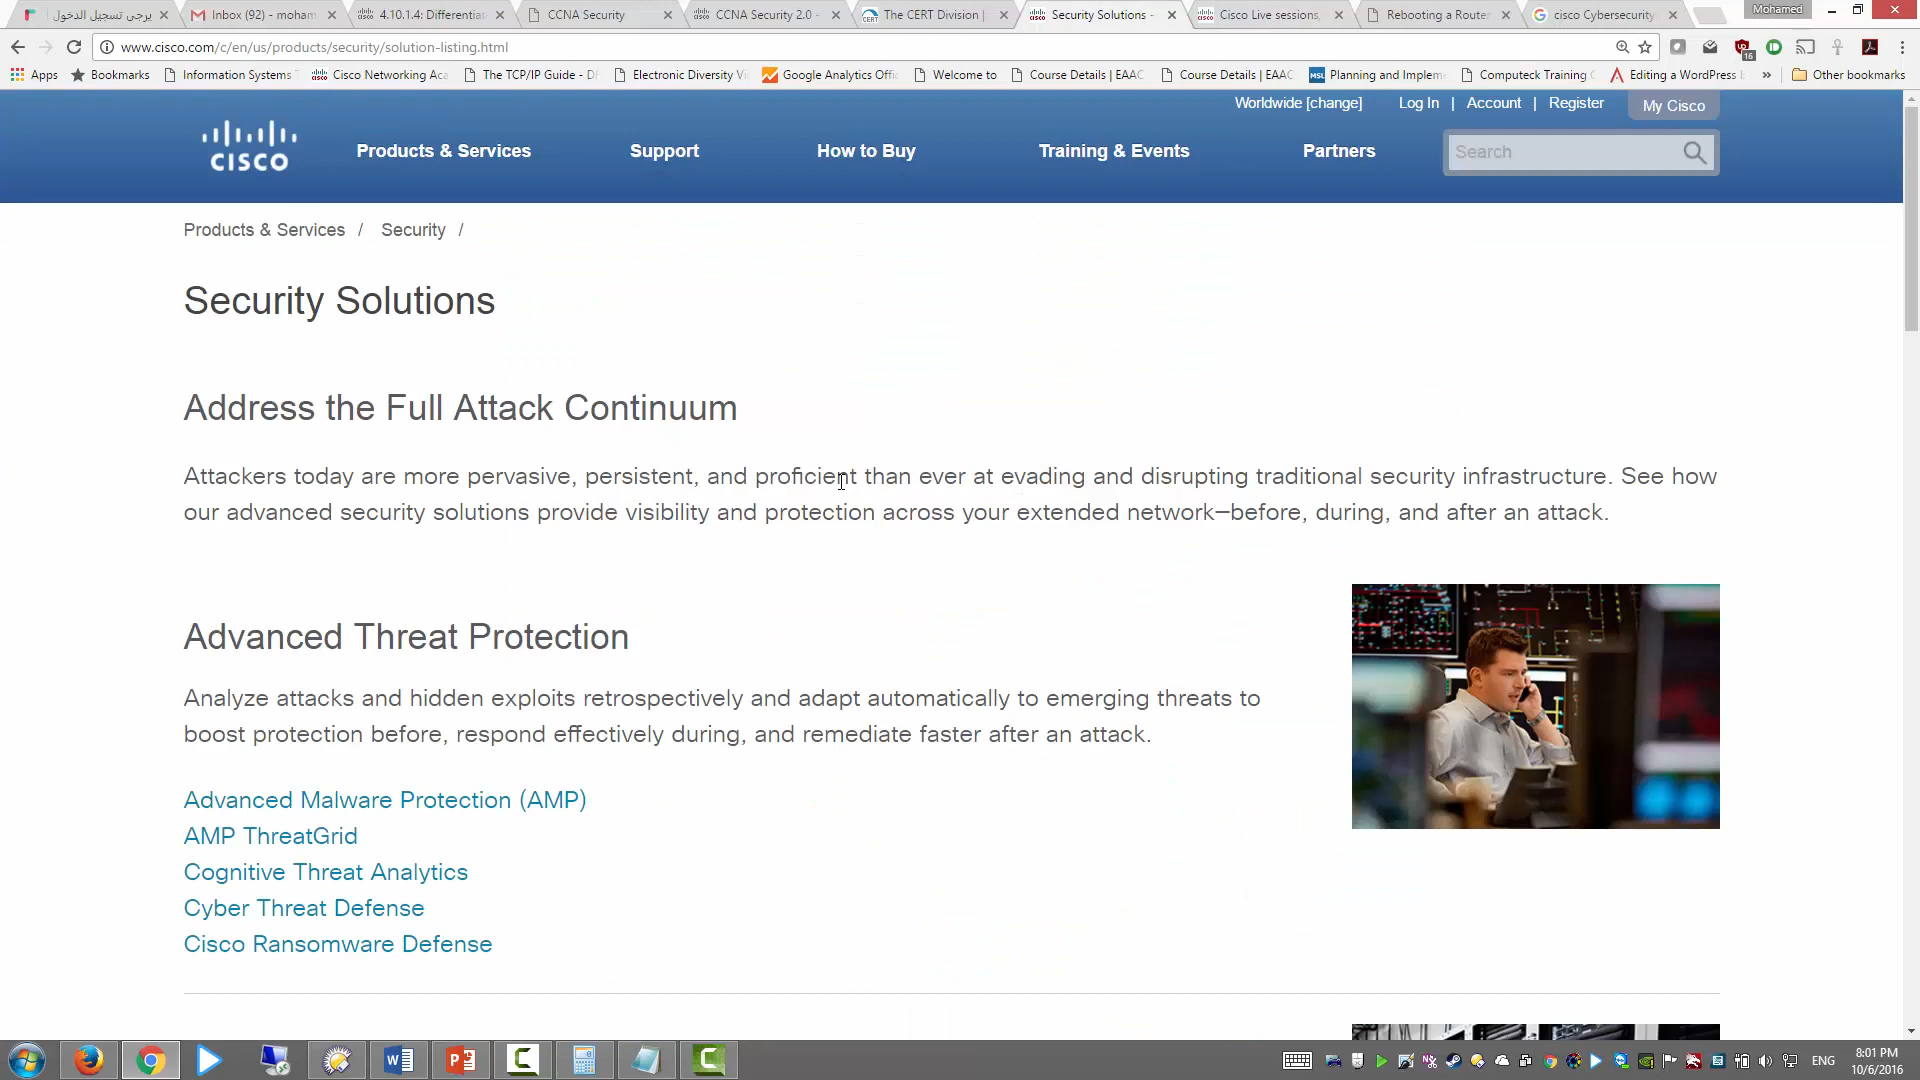 يرجى تسجيل الدخول
Inbox (92) - moham
4.10.1.4: Differentia
CCNA Security
CCNA Security 2.0 -
The CERT Division |
Security Solutions -
Cisco Live sessions,
Rebooting a Route
cisco Cybersecurity
Mohamed
www.cisco.com/c/en/us/products/security/solution-listing.html
Apps
Bookmarks
Information Systems
Cisco Networking Aca
The TCP/IP Guide - D
Electronic Diversity Vi
Google Analytics Offic
Welcome to
Course Details | EAAC
Course Details | EAAC
Planning and Implem
Computeck Training C
Editing a WordPress
»
Other bookmarks
Worldwide [change] Log In | Account | Register My Cisco
CISCO
Products & Services Support How to Buy Training & Events Partners Search
Products & Services / Security /
Security Solutions
Address the Full Attack Continuum
Attackers today are more pervasive, persistent, and proficient than ever at evading and disrupting traditional security infrastructure. See how
our advanced security solutions provide visibility and protection across your extended network—before, during, and after an attack.
Advanced Threat Protection
Analyze attacks and hidden exploits retrospectively and adapt automatically to emerging threats to
boost protection before, respond effectively during, and remediate faster after an attack.
Advanced Malware Protection (AMP)
AMP ThreatGrid
Cognitive Threat Analytics
Cyber Threat Defense
Cisco Ransomware Defense
ENG
8:01 PM
10/6/2016